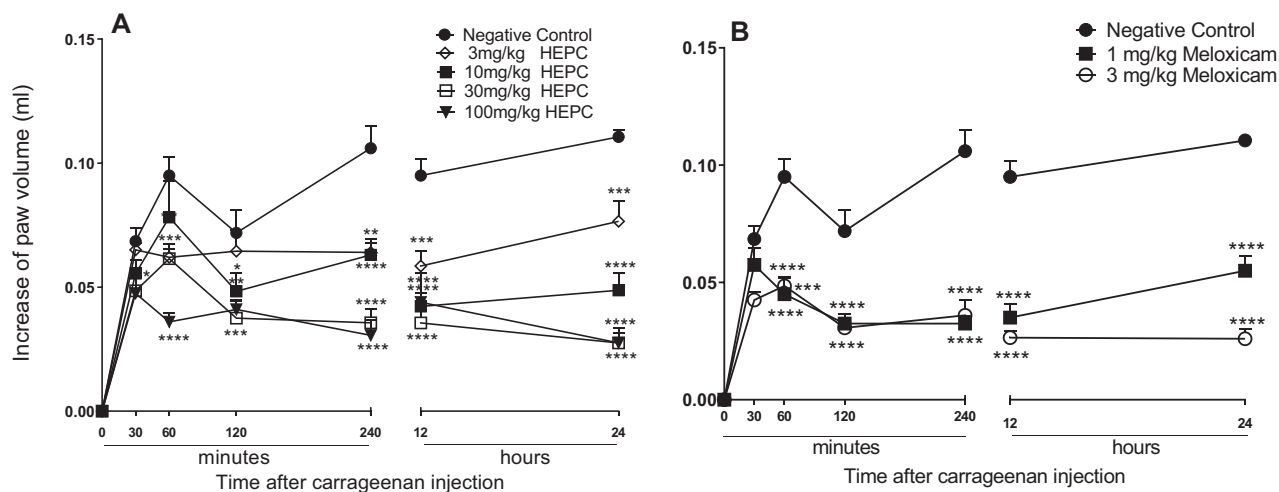 A
Negative Control
3mg/kg HEPC
10mg/kg HEPC
30mg/kg HEPC
100mg/kg HEPC
Increase of paw volume (ml)
0.15
0.10
0.05
0.00
***
**
***
***
*
*
****
****
**
****
****
****
****
***
****
****
****
****
0 30 60 120 240 12 24
minutes hours
Time after carrageenan injection
B
Negative Control
1 mg/kg Meloxicam
3 mg/kg Meloxicam
0.15
0.10
0.05
0.00
****
****
***
****
****
****
****
****
****
****
****
****
0 30 60 120 240 12 24
minutes hours
Time after carrageenan injection